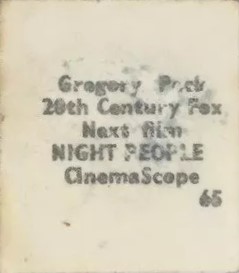 Gregory Peck
20th Century Fox
Next film
NIGHT PEOPLE
CinemaScope
65